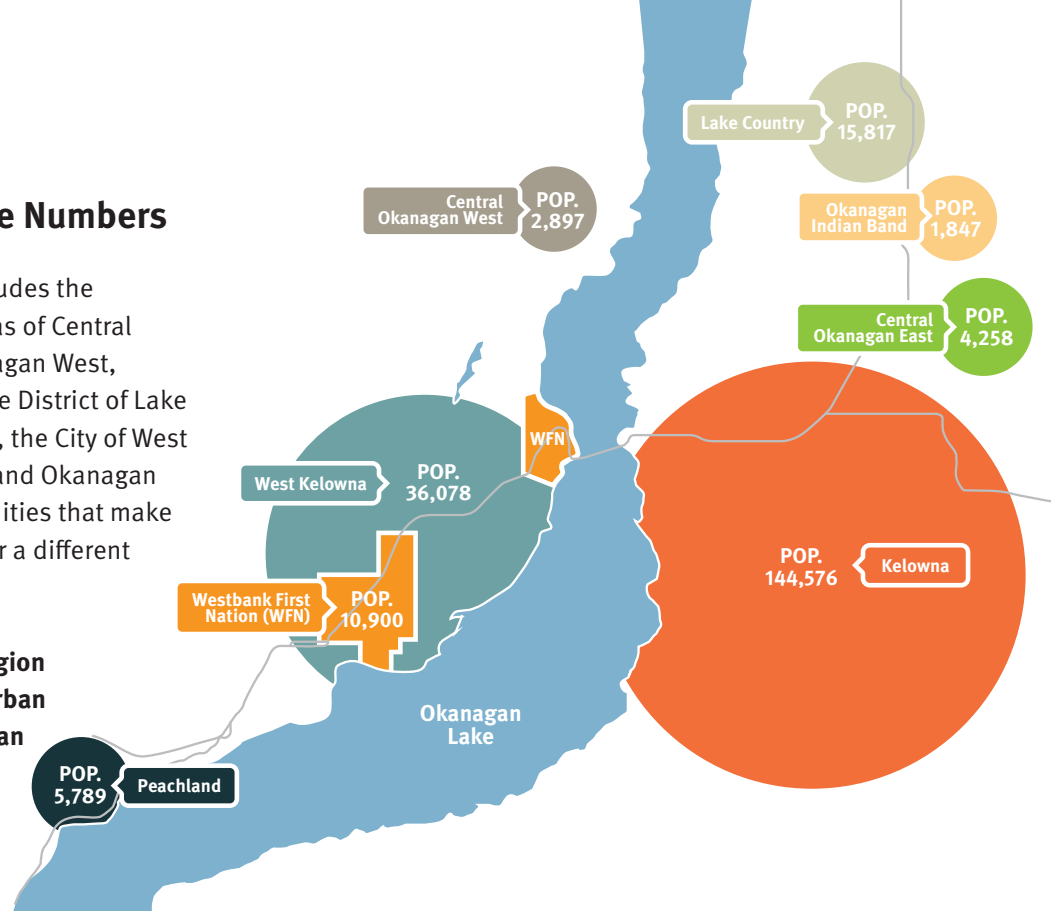 e Numbers
udes the
as of Central
agan West,
e District of Lake
, the City of West
and Okanagan
ities that make
r a different
gion
rban
an
Lake Country
POP.
15,817
Central
Okanagan West
POP.
2,897
Okanagan
Indian Band
POP.
1,847
Central
Okanagan East
POP.
4,258
WFN
West Kelowna
POP.
36,078
POP.
144,576
Kelowna
Westbank First
Nation (WFN)
POP.
10,900
Okanagan
Lake
POP.
5,789
Peachland